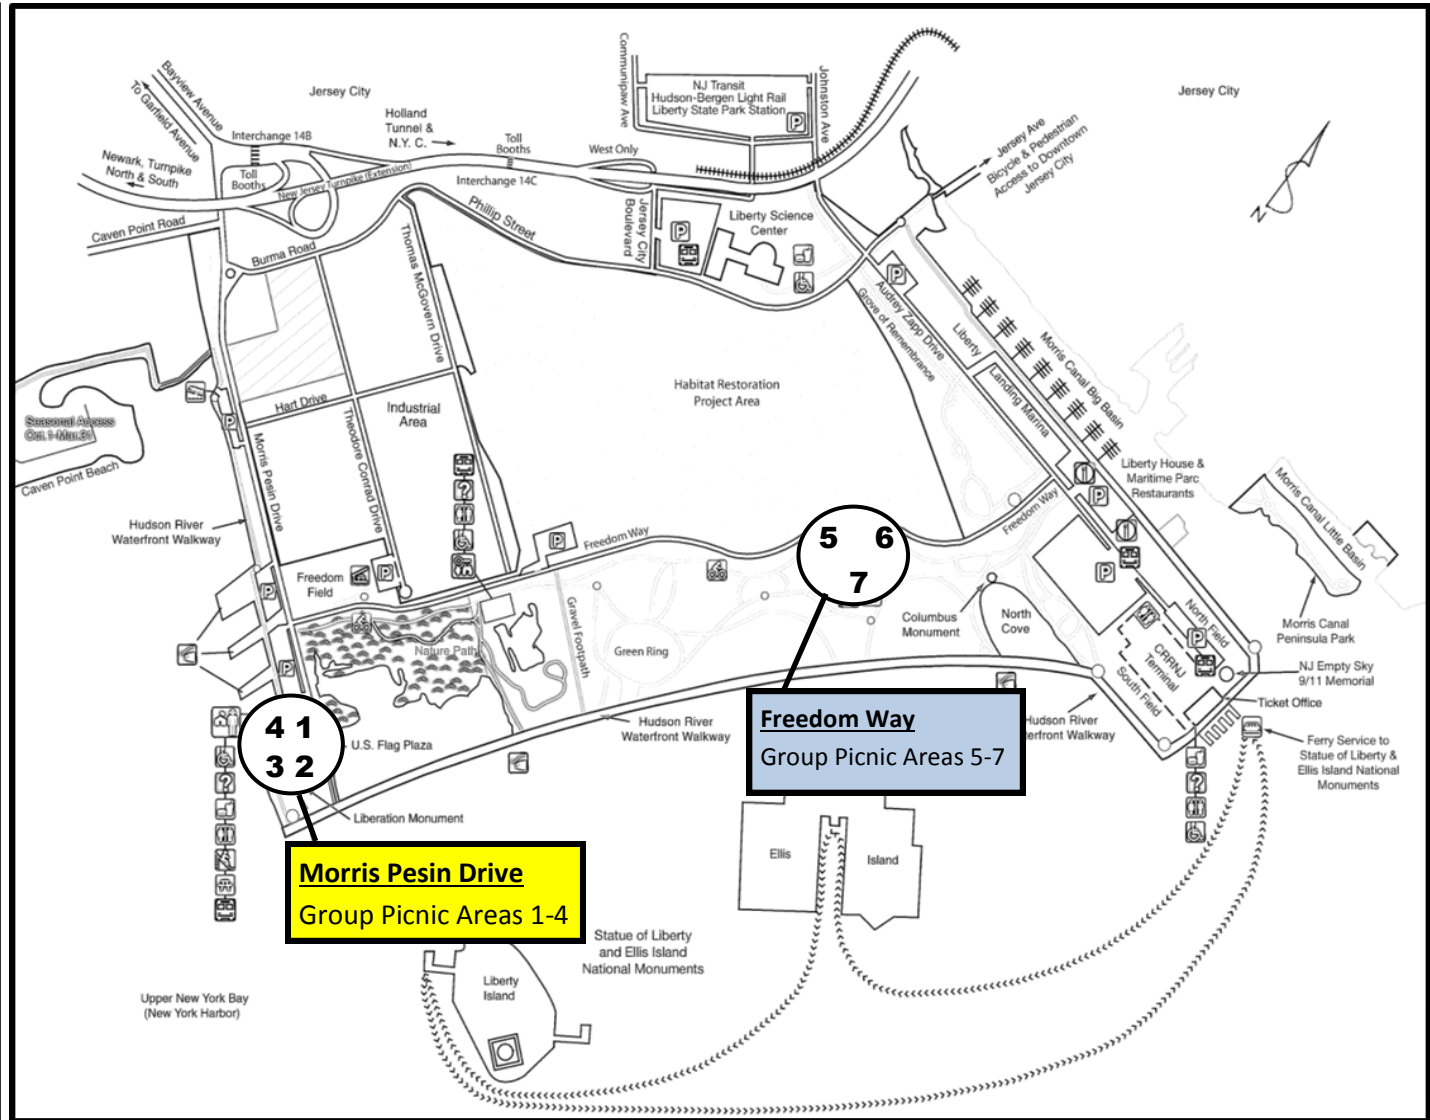 Jersey City
Bayview Avenue
To Garfield Avenue
Interchange 14B
Holland
Tunnel &
N.Y. C.
Toll
Booths
West Only
Communipaw Ave
NJ Transit
Hudson-Bergen Light Rail
Liberty State Park Station
P
Johnston Ave
Jersey City
Jersey Ave
Bicycle & Pedestrian
Access to Downtown
Jersey City
N
Newark, Turnpike
North & South
Toll
Booths
New Jersey Turnpike (Extension)
Interchange 14C
Caven Point Road
Burma Road
Phillip Street
Jersey City
Boulevard
P
Liberty Science
Center
Thomas McGovern Drive
P
Audrey Zapp Drive
Grove of Remembrance
Liberty
Landing Marina
Morris Canal Big Basin
Habitat Restoration
Project Area
Seasonal Access
Oct.1-Mar.31
Caven Point Beach
P
Hart Drive
Industrial
Area
Morris Pesin Drive
Theodore Conrad Drive
?
Hudson River
Waterfront Walkway
Liberty House &
Maritime Parc
Restaurants
P
P
Morris Canal Little Basin
Morris Canal
Peninsula Park
Freedom
Field
P
P
P
Freedom Way
Freedom Way
5 6
7
Columbus
Monument
North
Cove
North Field
P
CRRNJ
Terminal
South Field
NJ Empty Sky
9/11 Memorial
Ticket Office
Nature Path
Gravel Footpath
Green Ring
P
4 1
3 2
U.S. Flag Plaza
Liberation Monument
Hudson River
Waterfront Walkway
Freedom Way
Group Picnic Areas 5-7
Hudson River
erfront Walkway
Ferry Service to
Statue of Liberty &
Ellis Island National
Monuments
?
?
Morris Pesin Drive
Group Picnic Areas 1-4
Ellis
Island
Statue of Liberty
and Ellis Island
National Monuments
Liberty
Island
Upper New York Bay
(New York Harbor)